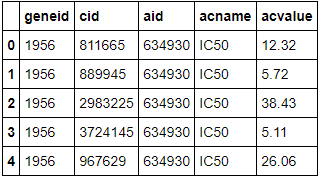 geneid cid aid acname acvalue
0 1956 811665 634930 IC50 12.32
1 1956 889945 634930 IC50 5.72
2 1956 2983225 634930 IC50 38.43
3 1956 3724145 634930 IC50 5.11
4 1956 967629 634930 IC50 26.06